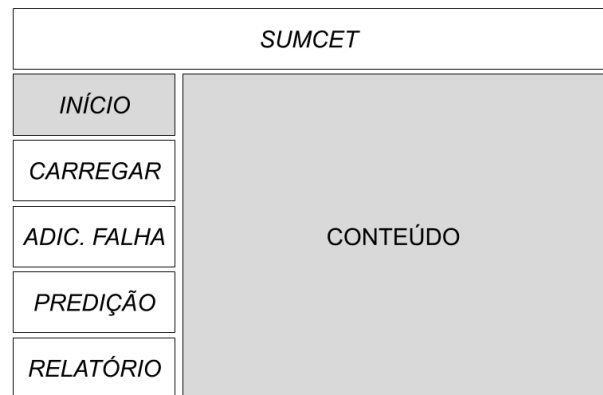 SUMCET
INÍCIO
CARREGAR
ADIC. FALHA
CONTEÚDO
PREDIÇÃO
RELATÓRIO